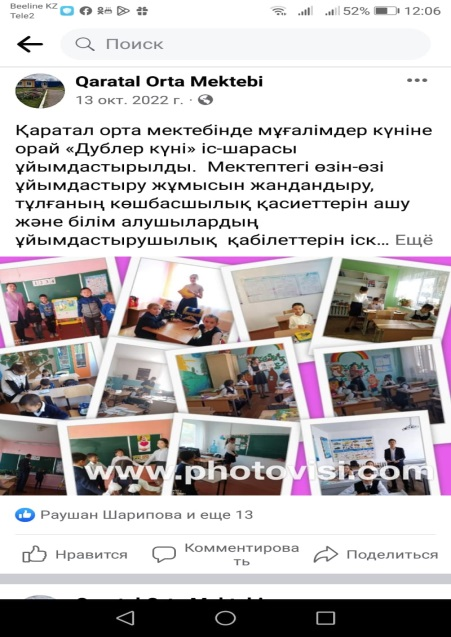 Beeline KZ
Tele2
52% 12:06
Поиск
Qaratal Orta Mektebi
13 окт. 2022 г. ·
Қаратал орта мектебінде мұғалімдер күніне
орай «Дублер күні» іс-шарасы
ұйымдастырылды. Мектептегі өзін-өзі
ұйымдастыру жұмысын жандандыру,
тұлғаның көшбасшылық қасиеттерін ашу
және білім алушылардың
ұйымдастырушылық қабілеттерін іск... Ещё
www.photovisi.com
Раушан Шарипова и еще 13
Нравится
Комментирова
ть
Поделиться